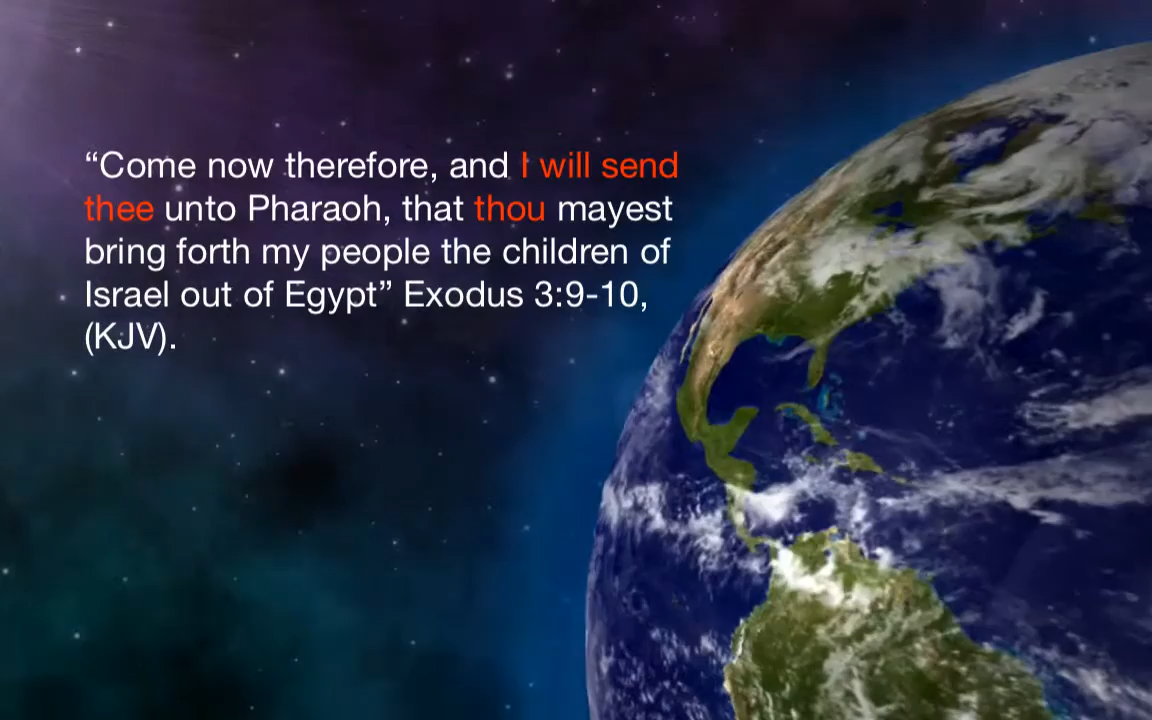 “Come now therefore, and I will send
thee unto Pharaoh, that thou mayest
bring forth my people the children of
Israel out of Egypt” Exodus 3:9-10,
(KJV).